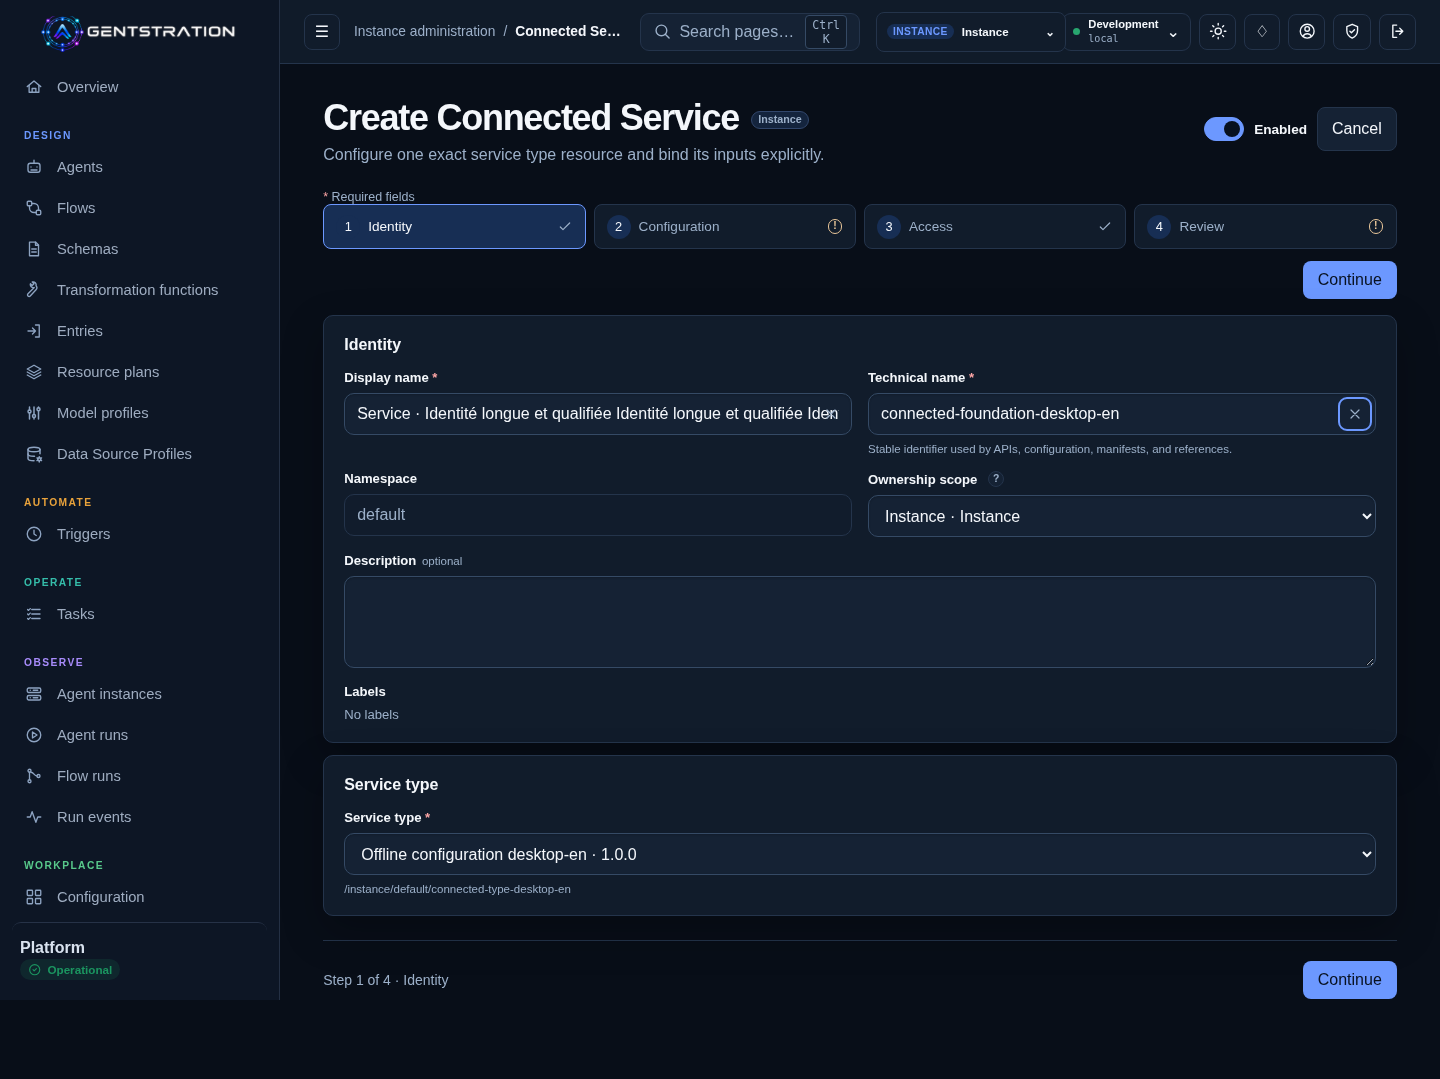 GENTSTRATION
☰
Instance administration / Connected Se…
Search pages…
Ctrl K
INSTANCE Instance
Development
local
Overview
DESIGN
Agents
Flows
Schemas
Transformation functions
Entries
Resource plans
Model profiles
Data Source Profiles
AUTOMATE
Triggers
OPERATE
Tasks
OBSERVE
Agent instances
Agent runs
Flow runs
Run events
WORKPLACE
Configuration
Platform
Operational
Create Connected Service Instance
Configure one exact service type resource and bind its inputs explicitly.
Enabled
Cancel
* Required fields
1 Identity
2 Configuration
3 Access
4 Review
Continue
Identity
Display name *
Service · Identité longue et qualifiée Identité longue et qualifiée Iden
Technical name *
connected-foundation-desktop-en
Stable identifier used by APIs, configuration, manifests, and references.
Namespace
default
Ownership scope ?
Instance · Instance
Description optional
Labels
No labels
Service type
Service type *
Offline configuration desktop-en · 1.0.0
/instance/default/connected-type-desktop-en
Step 1 of 4 · Identity
Continue